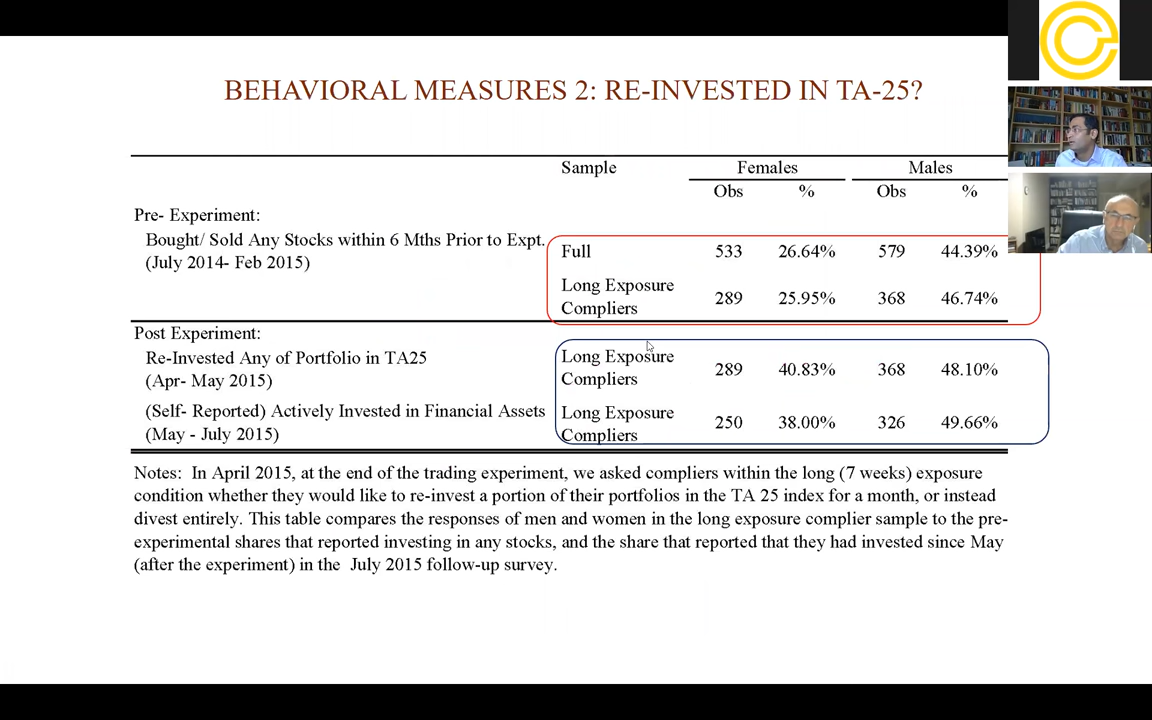 BEHAVIORAL MEASURES 2: RE-INVESTED IN TA-25?
Sample Females Males
Obs % Obs %
Pre- Experiment:
Bought/ Sold Any Stocks within 6 Mths Prior to Expt.
(July 2014- Feb 2015)
Full 533 26.64% 579 44.39%
Long Exposure
Compliers 289 25.95% 368 46.74%
Post Experiment:
Re-Invested Any of Portfolio in TA25
(Apr- May 2015)
Long Exposure
Compliers 289 40.83% 368 48.10%
(Self- Reported) Actively Invested in Financial Assets
(May - July 2015)
Long Exposure
Compliers 250 38.00% 326 49.66%
Notes: In April 2015, at the end of the trading experiment, we asked compliers within the long (7 weeks) exposure
condition whether they would like to re-invest a portion of their portfolios in the TA 25 index for a month, or instead
divest entirely. This table compares the responses of men and women in the long exposure complier sample to the pre-
experimental shares that reported investing in any stocks, and the share that reported that they had invested since May
(after the experiment) in the July 2015 follow-up survey.